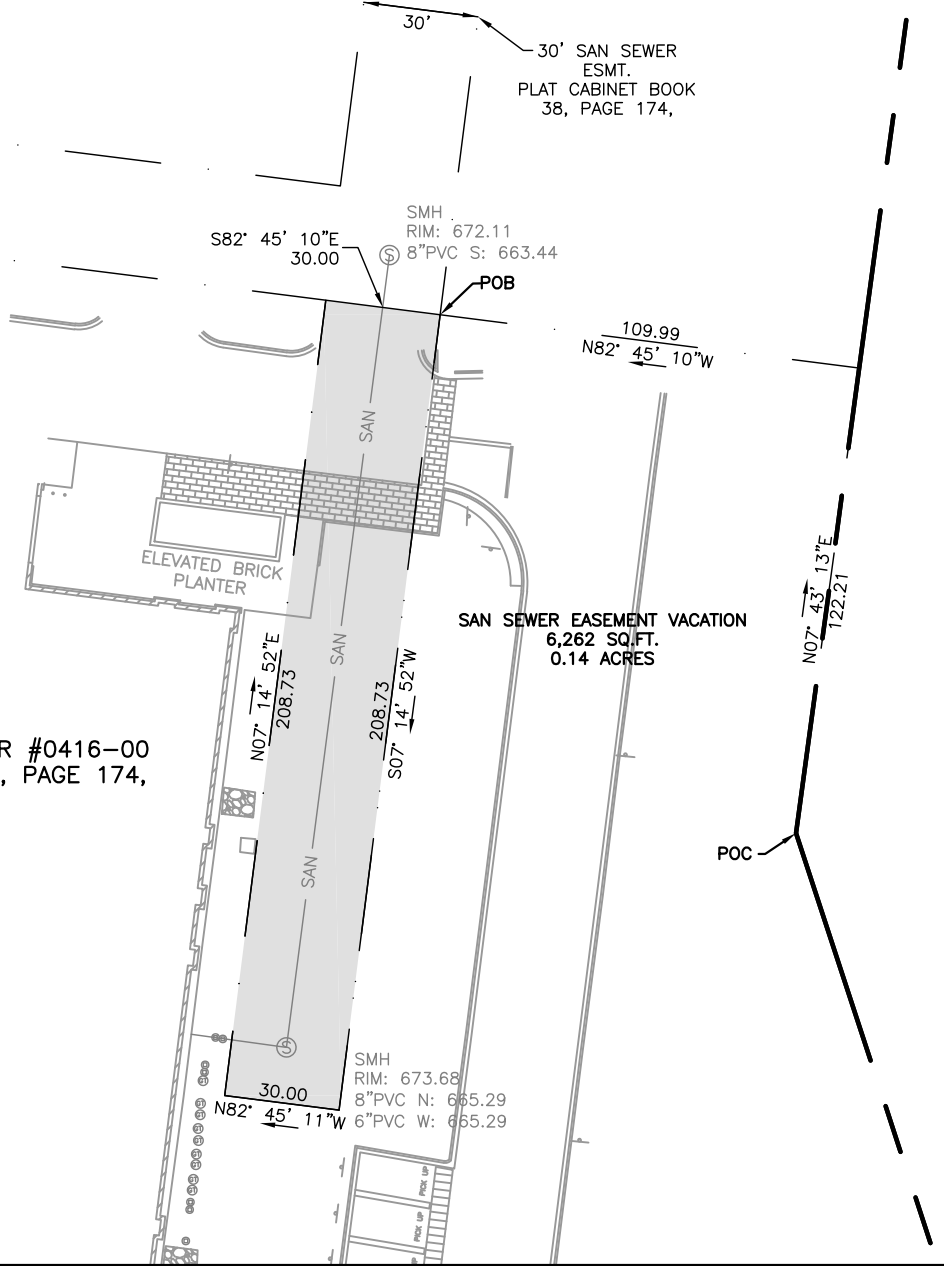 30'
30' SAN SEWER
ESMT.
PLAT CABINET BOOK
38, PAGE 174,
SMH
RIM: 672.11
8"PVC S: 663.44
S82° 45' 10"E
30.00
S
POB
109.99
N82° 45' 10"W
SAN
ELEVATED BRICK
PLANTER
SAN
SAN SEWER EASEMENT VACATION
6,262 SQ.FT.
0.14 ACRES
N07° 43' 13"E
122.21
N07° 14' 52"E
208.73
208.73
S07° 14' 52"W
R #0416-00
, PAGE 174,
POC
SAN
S
SMH
RIM: 673.68
8"PVC N: 665.29
6"PVC W: 665.29
30.00
N82° 45' 11"W
PICK UP
PICK UP
UP